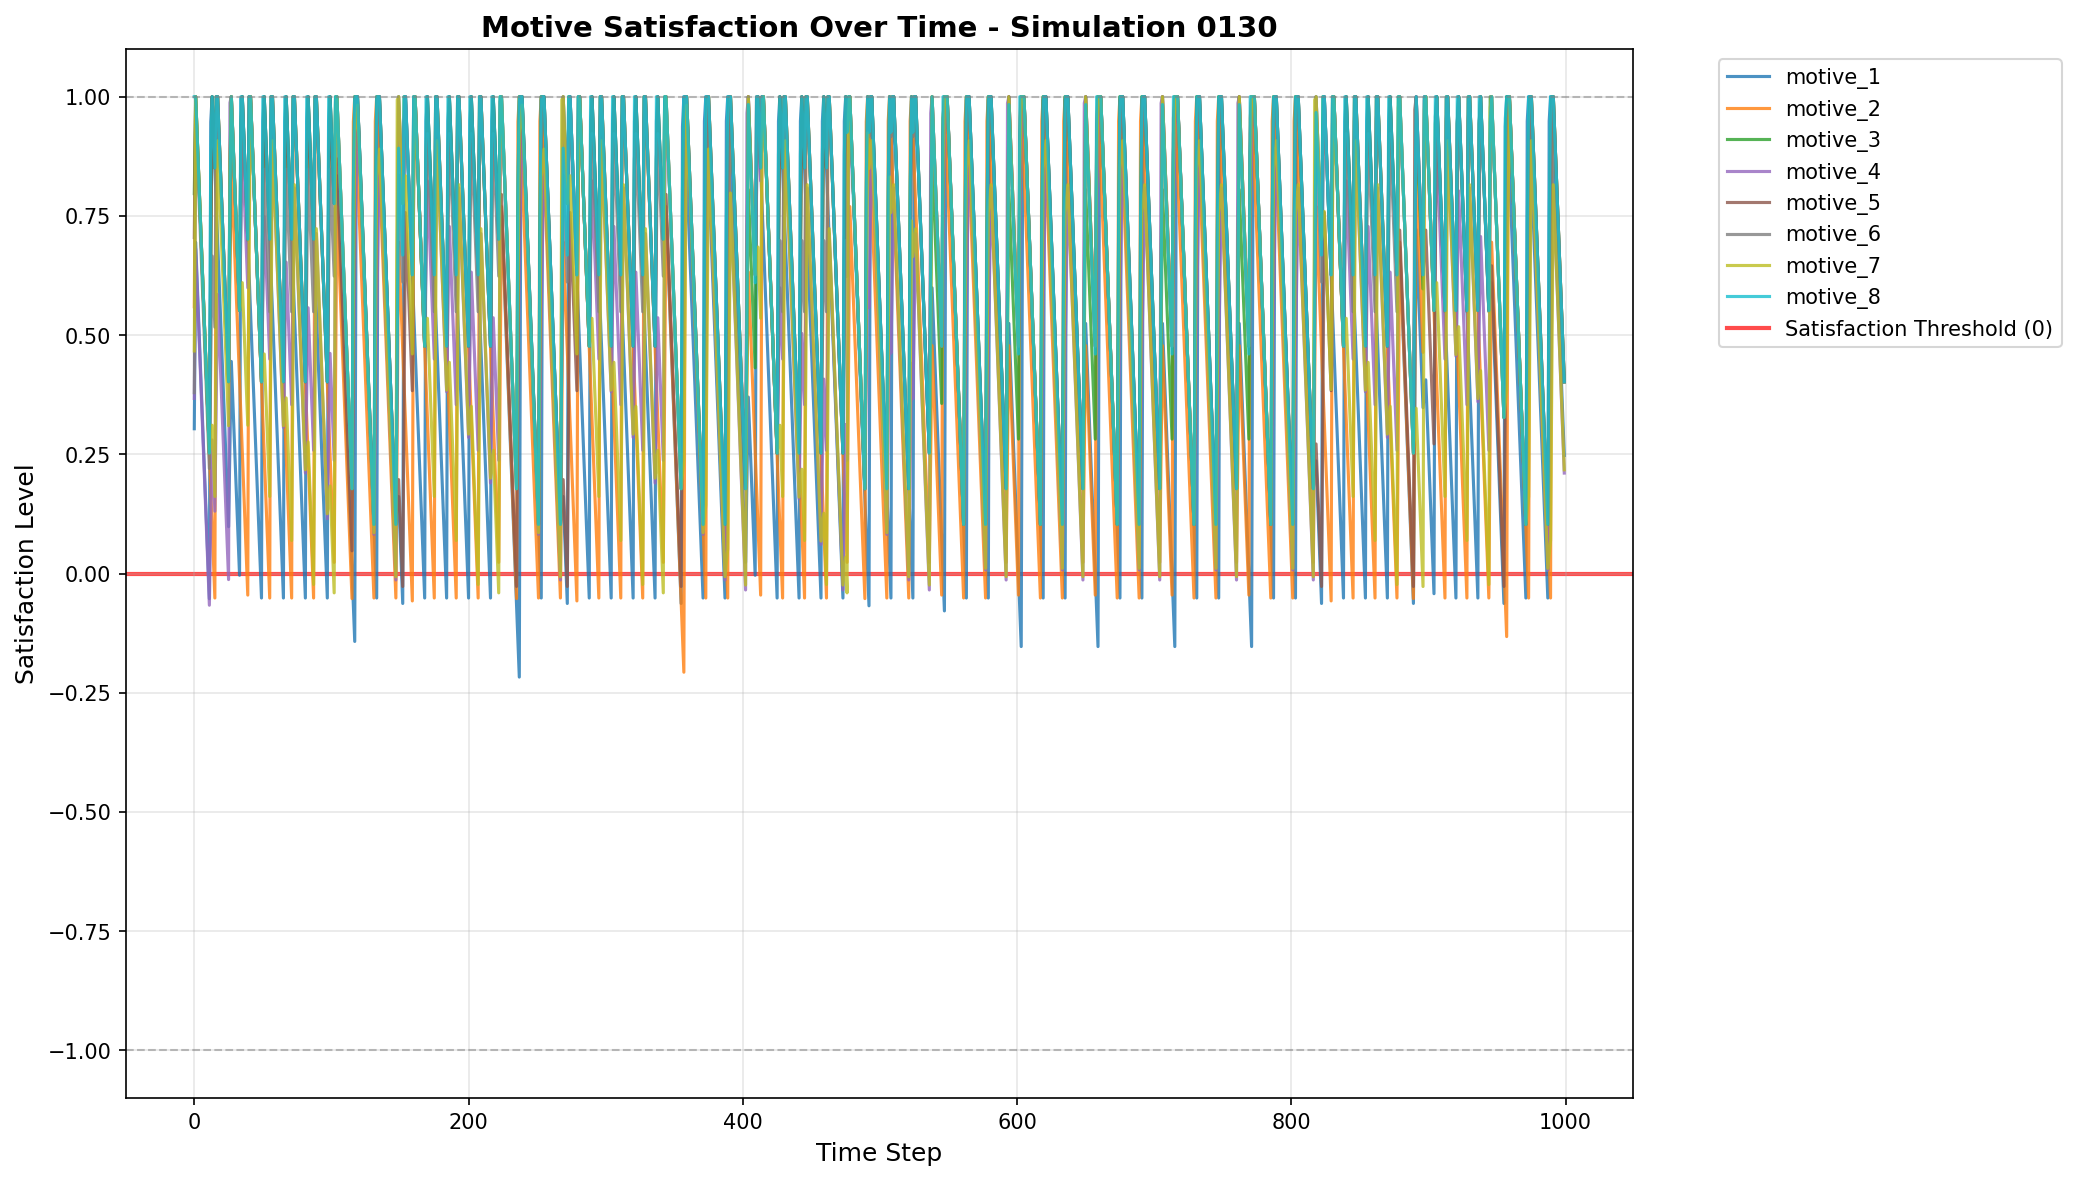 Motive Satisfaction Over Time - Simulation 0130
Satisfaction Level
1.00
0.75
0.50
0.25
0.00
−0.25
−0.50
−0.75
−1.00
0
200
400
600
800
1000
Time Step
motive_1
motive_2
motive_3
motive_4
motive_5
motive_6
motive_7
motive_8
Satisfaction Threshold (0)